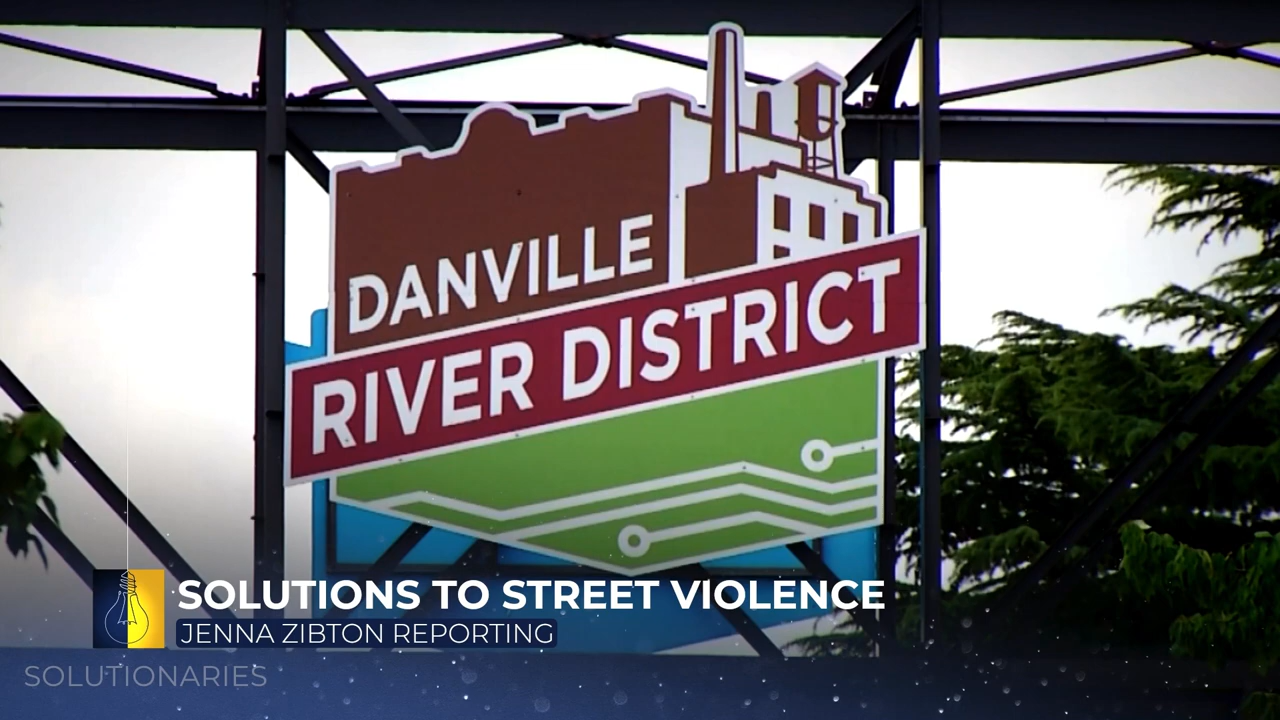 DANVILLE
RIVER DISTRICT
SOLUTIONS TO STREET VIOLENCE
JENNA ZIBTON REPORTING
SOLUTIONARIES